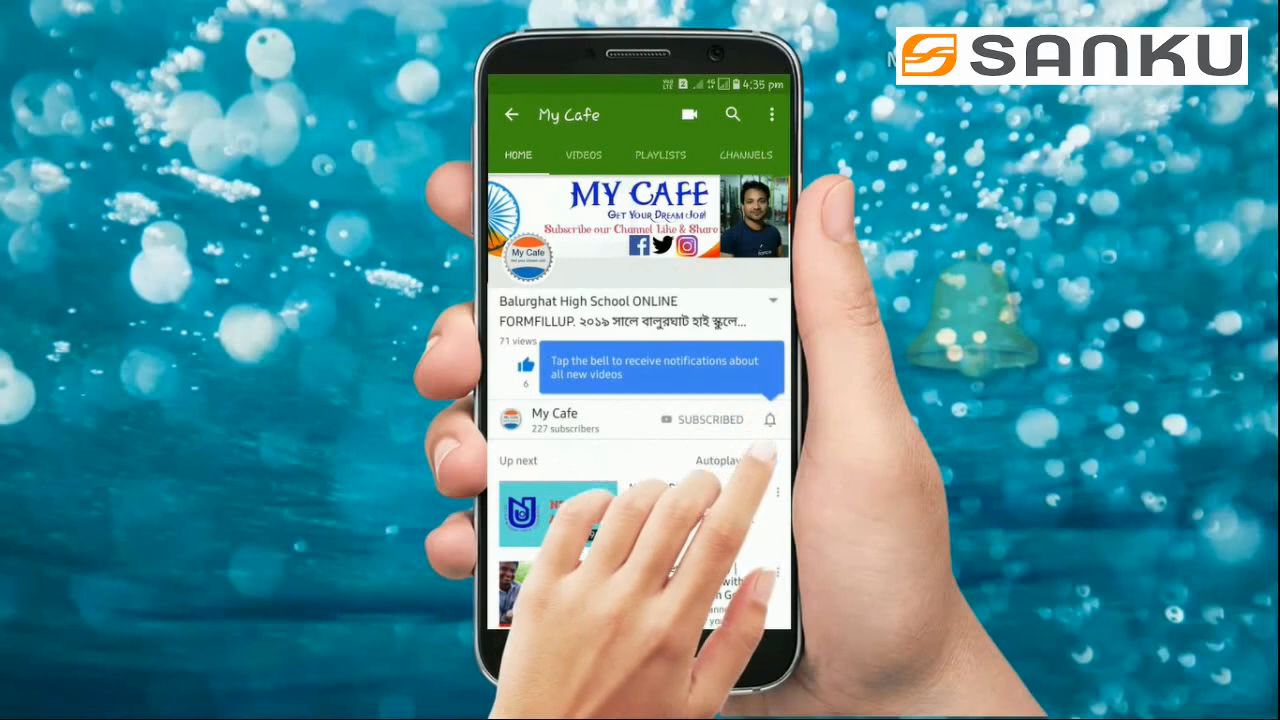 SANKU
4:35 pm
My Cafe
HOME VIDEOS PLAYLISTS CHANNELS
MY CAFE
GET YOUR DREAM JOB!
Subscribe our Channel Like & Share
My Cafe
Balurghat High School ONLINE
FORMFILLUP. ২০১৯ সালে বালুরঘাট হাই স্কুলে...
71 views
Tap the bell to receive notifications about
all new videos
6
My Cafe
SUBSCRIBED
227 subscribers
Up next
Autoplay